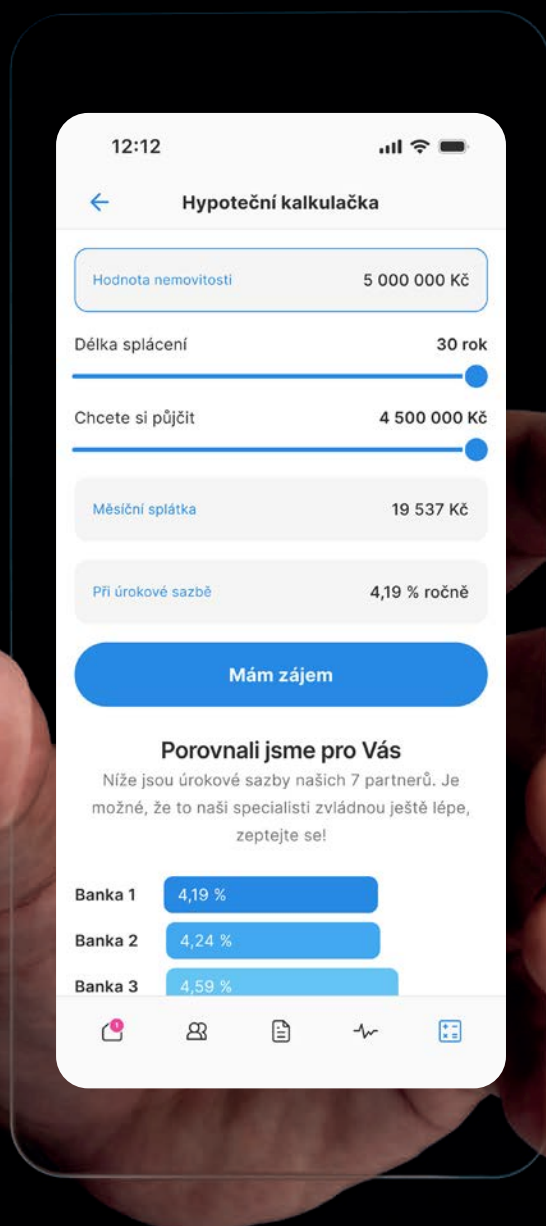 12:12
Hypoteční kalkulačka
Hodnota nemovitosti 5 000 000 Kč
Délka splácení 30 rok
Chcete si půjčit 4 500 000 Kč
Měsíční splátka 19 537 Kč
Při úrokové sazbě 4,19 % ročně
Mám zájem
Porovnali jsme pro Vás
Níže jsou úrokové sazby našich 7 partnerů. Je
možné, že to naši specialisti zvládnou ještě lépe,
zeptejte se!
Banka 1 4,19 %
Banka 2 4,24 %
Banka 3 4,59 %
1